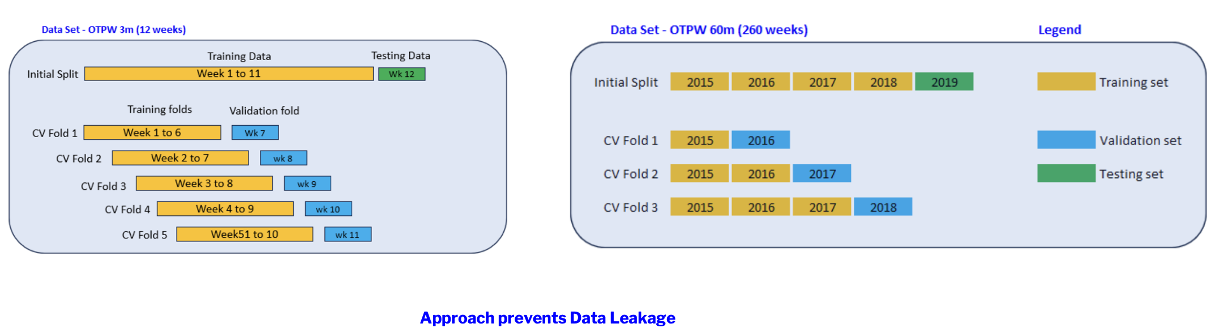 Data Set - OTPW 3m (12 weeks)
Training Data Testing Data
Initial Split Week 1 to 11 Wk 12
Training folds Validation fold
CV Fold 1 Week 1 to 6 Wk 7
CV Fold 2 Week 2 to 7 wk 8
CV Fold 3 Week 3 to 8 wk 9
CV Fold 4 Week 4 to 9 wk 10
CV Fold 5 Week51 to 10 wk 11
Data Set - OTPW 60m (260 weeks)
Initial Split 2015 2016 2017 2018 2019
CV Fold 1 2015 2016
CV Fold 2 2015 2016 2017
CV Fold 3 2015 2016 2017 2018
Legend
Training set
Validation set
Testing set
Approach prevents Data Leakage